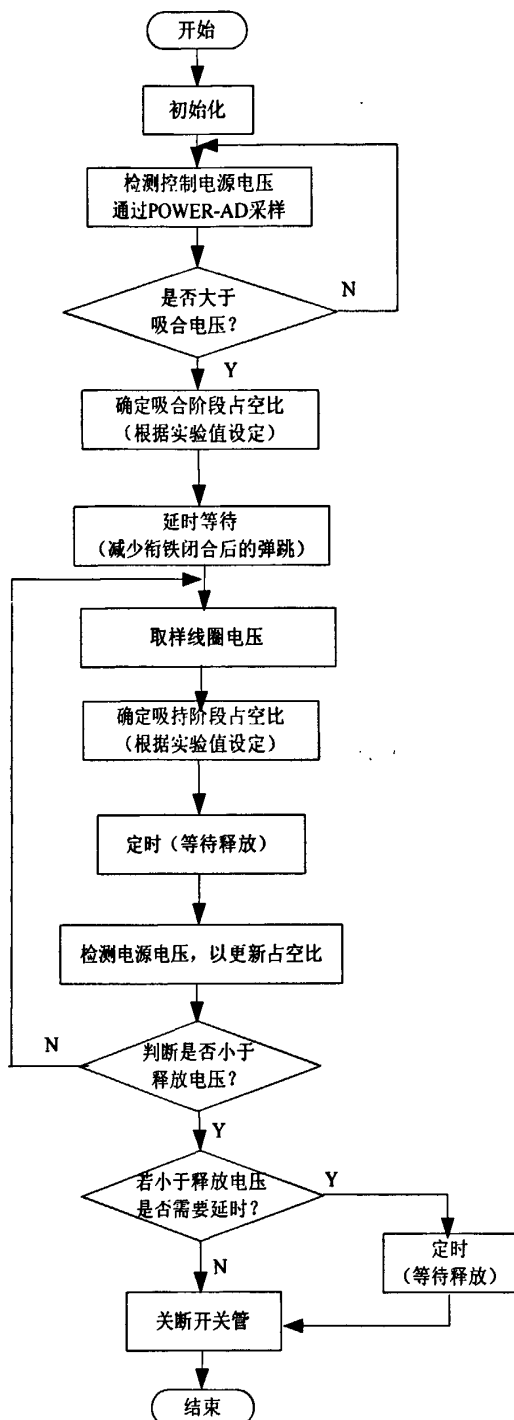 开始
初始化
检测控制电源电压
通过POWER-AD采样
是否大于
吸合电压？
N
Y
确定吸合阶段占空比
（根据实验值设定）
延时等待
（减少衔铁闭合后的弹跳）
取样线圈电压
确定吸持阶段占空比
（根据实验值设定）
定时（等待释放）
检测电源电压，以更新占空比
N
判断是否小于
释放电压？
Y
若小于释放电压
是否需要延时？
Y
N
定时
（等待释放）
关断开关管
结束